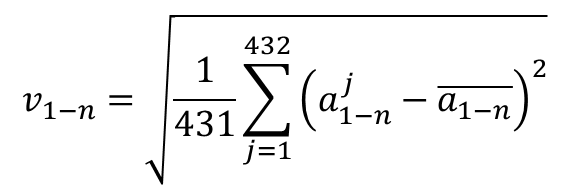 $v_{1-n} = \sqrt{\frac{1}{431} \sum_{j=1}^{432} \left( a_{1-n}^{j} - \overline{a_{1-n}} \right)^{2}}$